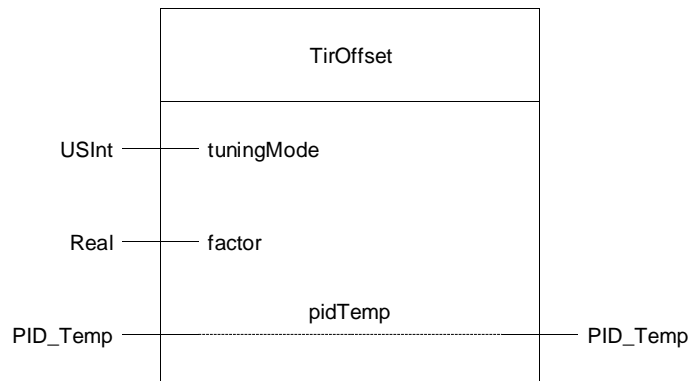 TirOffset
USInt tuningMode
Real factor
pidTemp
PID_Temp PID_Temp